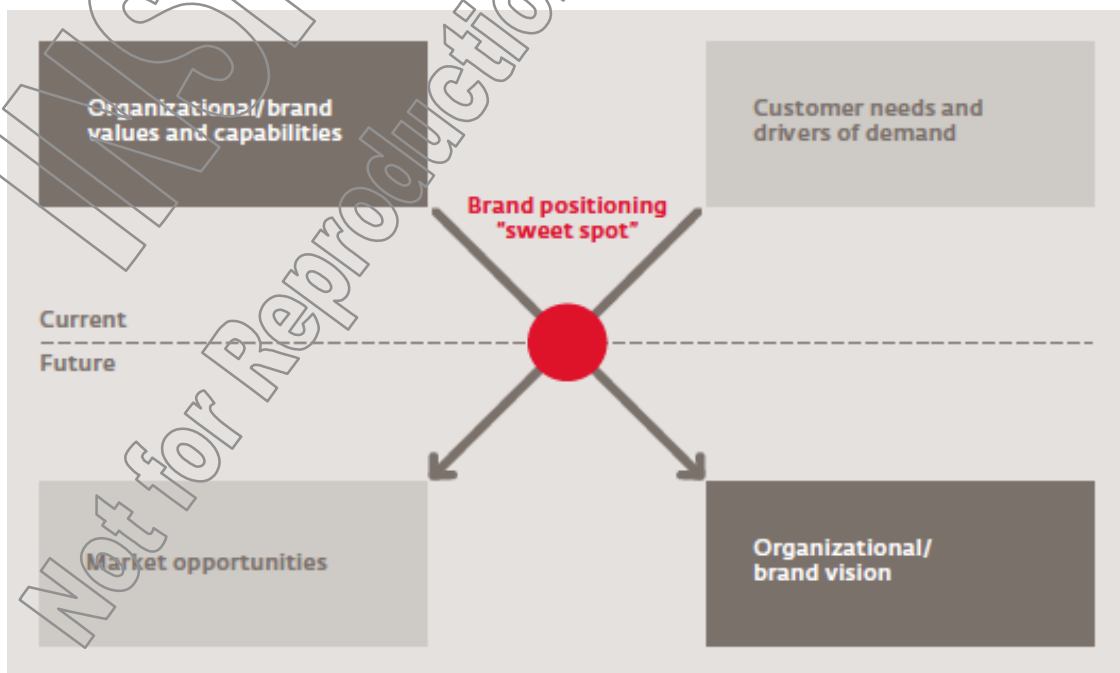 Organizational/brand
values and capabilities
Customer needs and
drivers of demand
Brand positioning
"sweet spot"
Current
Future
Market opportunities
Organizational/
brand vision
Not for Reproduction